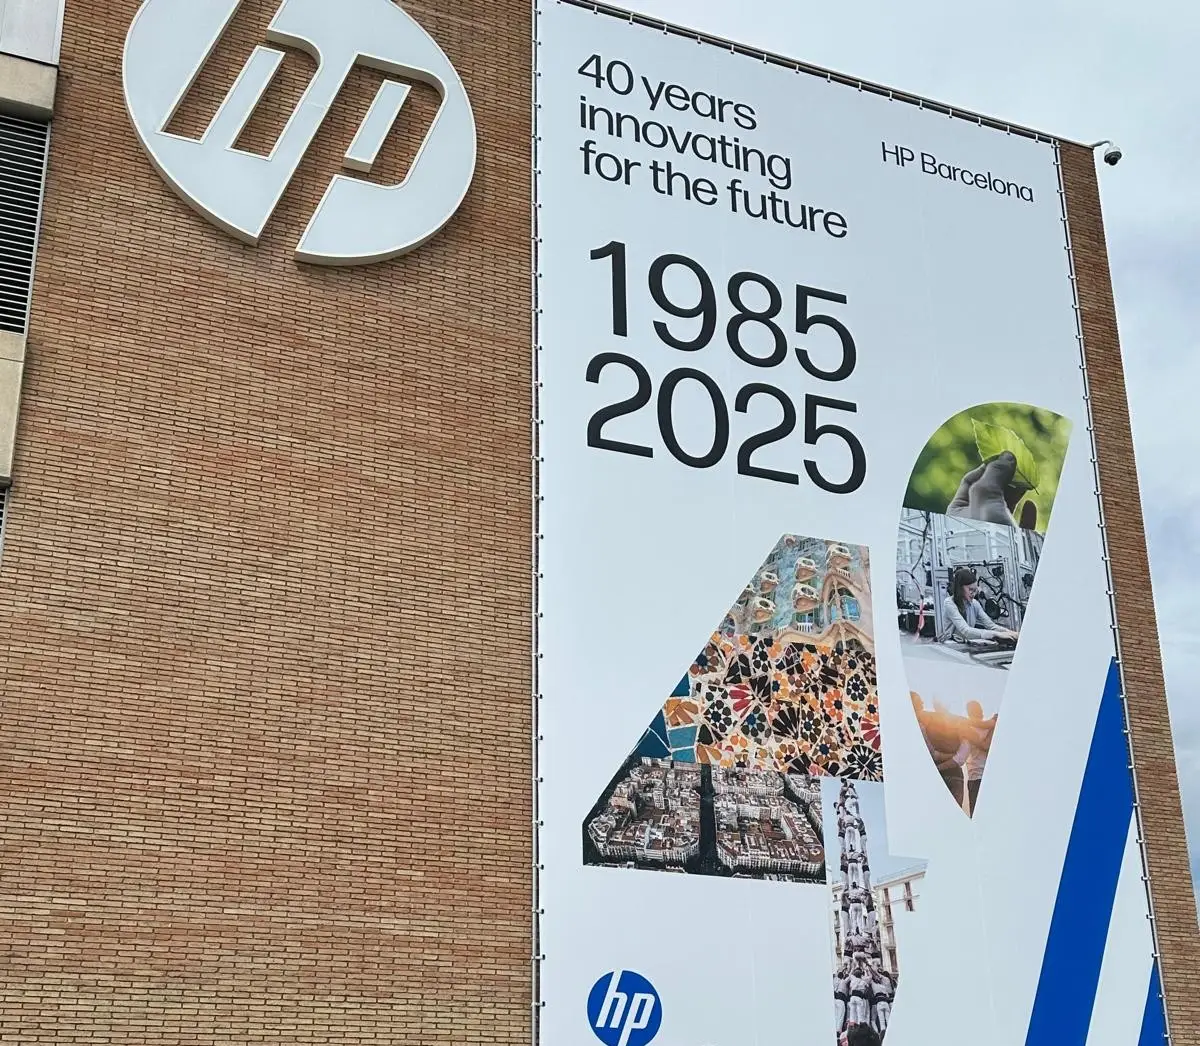 hp
40 years
innovating
for the future
HP Barcelona
1985
2025
hp